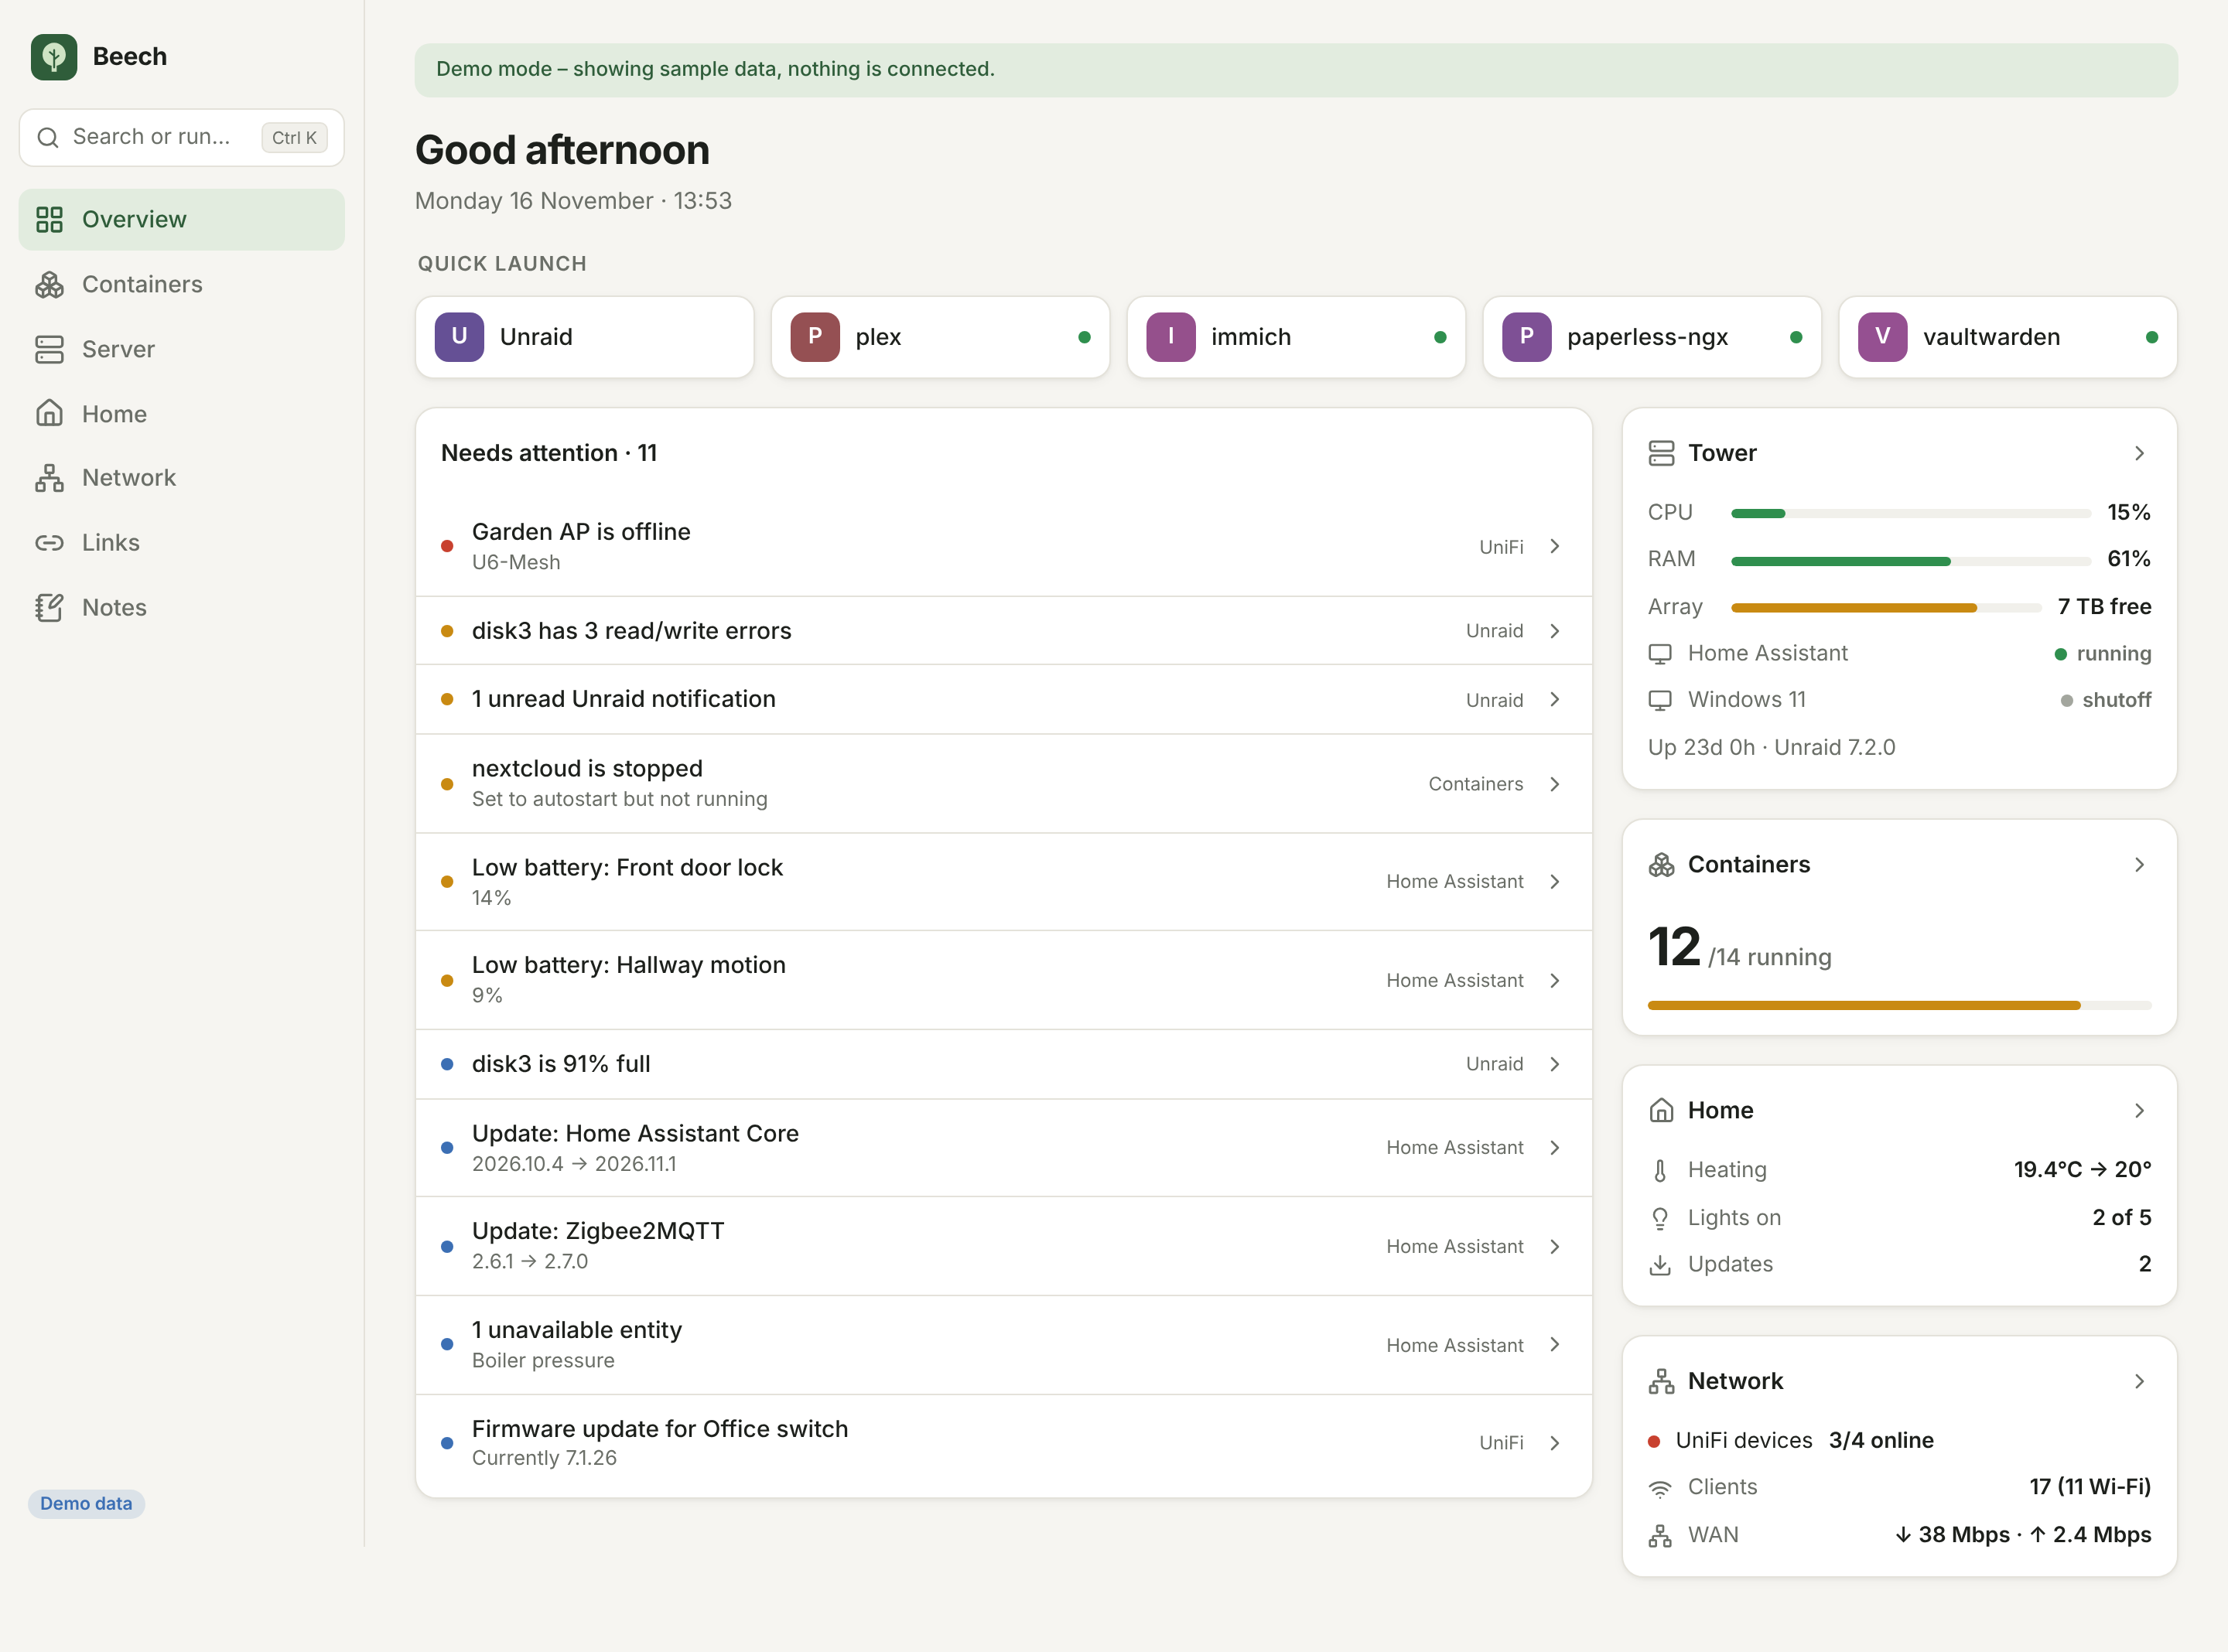 Beech
Search or run...
Ctrl K
Overview
Containers
Server
Home
Network
Links
Notes
Demo data
Demo mode – showing sample data, nothing is connected.
Good afternoon
Monday 16 November · 13:53
QUICK LAUNCH
U Unraid
P plex
I immich
P paperless-ngx
V vaultwarden
Needs attention · 11
Garden AP is offline
U6-Mesh
UniFi
disk3 has 3 read/write errors
Unraid
1 unread Unraid notification
Unraid
nextcloud is stopped
Set to autostart but not running
Containers
Low battery: Front door lock
14%
Home Assistant
Low battery: Hallway motion
9%
Home Assistant
disk3 is 91% full
Unraid
Update: Home Assistant Core
2026.10.4 → 2026.11.1
Home Assistant
Update: Zigbee2MQTT
2.6.1 → 2.7.0
Home Assistant
1 unavailable entity
Boiler pressure
Home Assistant
Firmware update for Office switch
Currently 7.1.26
UniFi
Tower
CPU 15%
RAM 61%
Array 7 TB free
Home Assistant running
Windows 11 shutoff
Up 23d 0h · Unraid 7.2.0
Containers
12 /14 running
Home
Heating 19.4°C → 20°
Lights on 2 of 5
Updates 2
Network
UniFi devices 3/4 online
Clients 17 (11 Wi-Fi)
WAN ↓ 38 Mbps · ↑ 2.4 Mbps